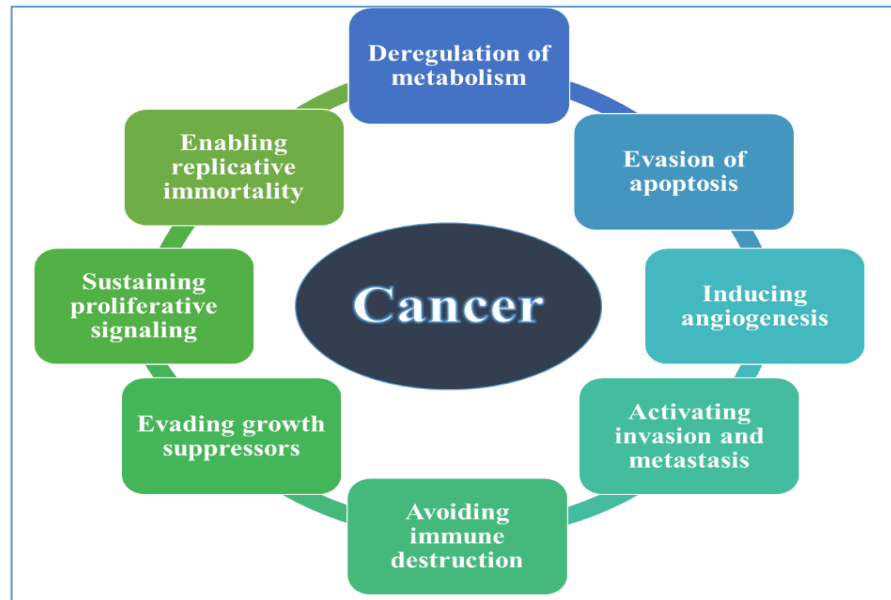 Deregulation of
metabolism
Evasion of
apoptosis
Inducing
angiogenesis
Activating
invasion and
metastasis
Avoiding
immune
destruction
Evading growth
suppressors
Sustaining
proliferative
signaling
Enabling
replicative
immortality
Cancer